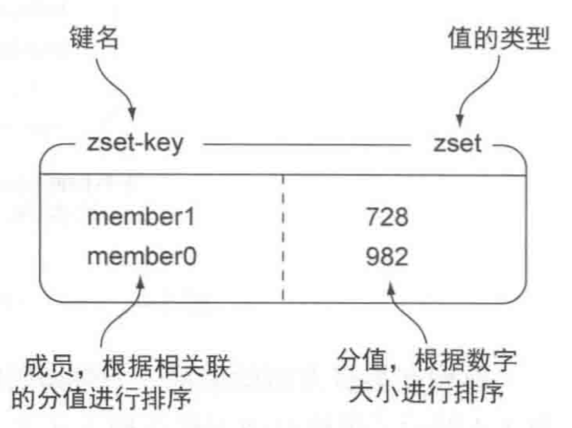 键名 值的类型
zset-key zset
member1 728
member0 982
成员，根据相关联 分值，根据数字
的分值进行排序 大小进行排序